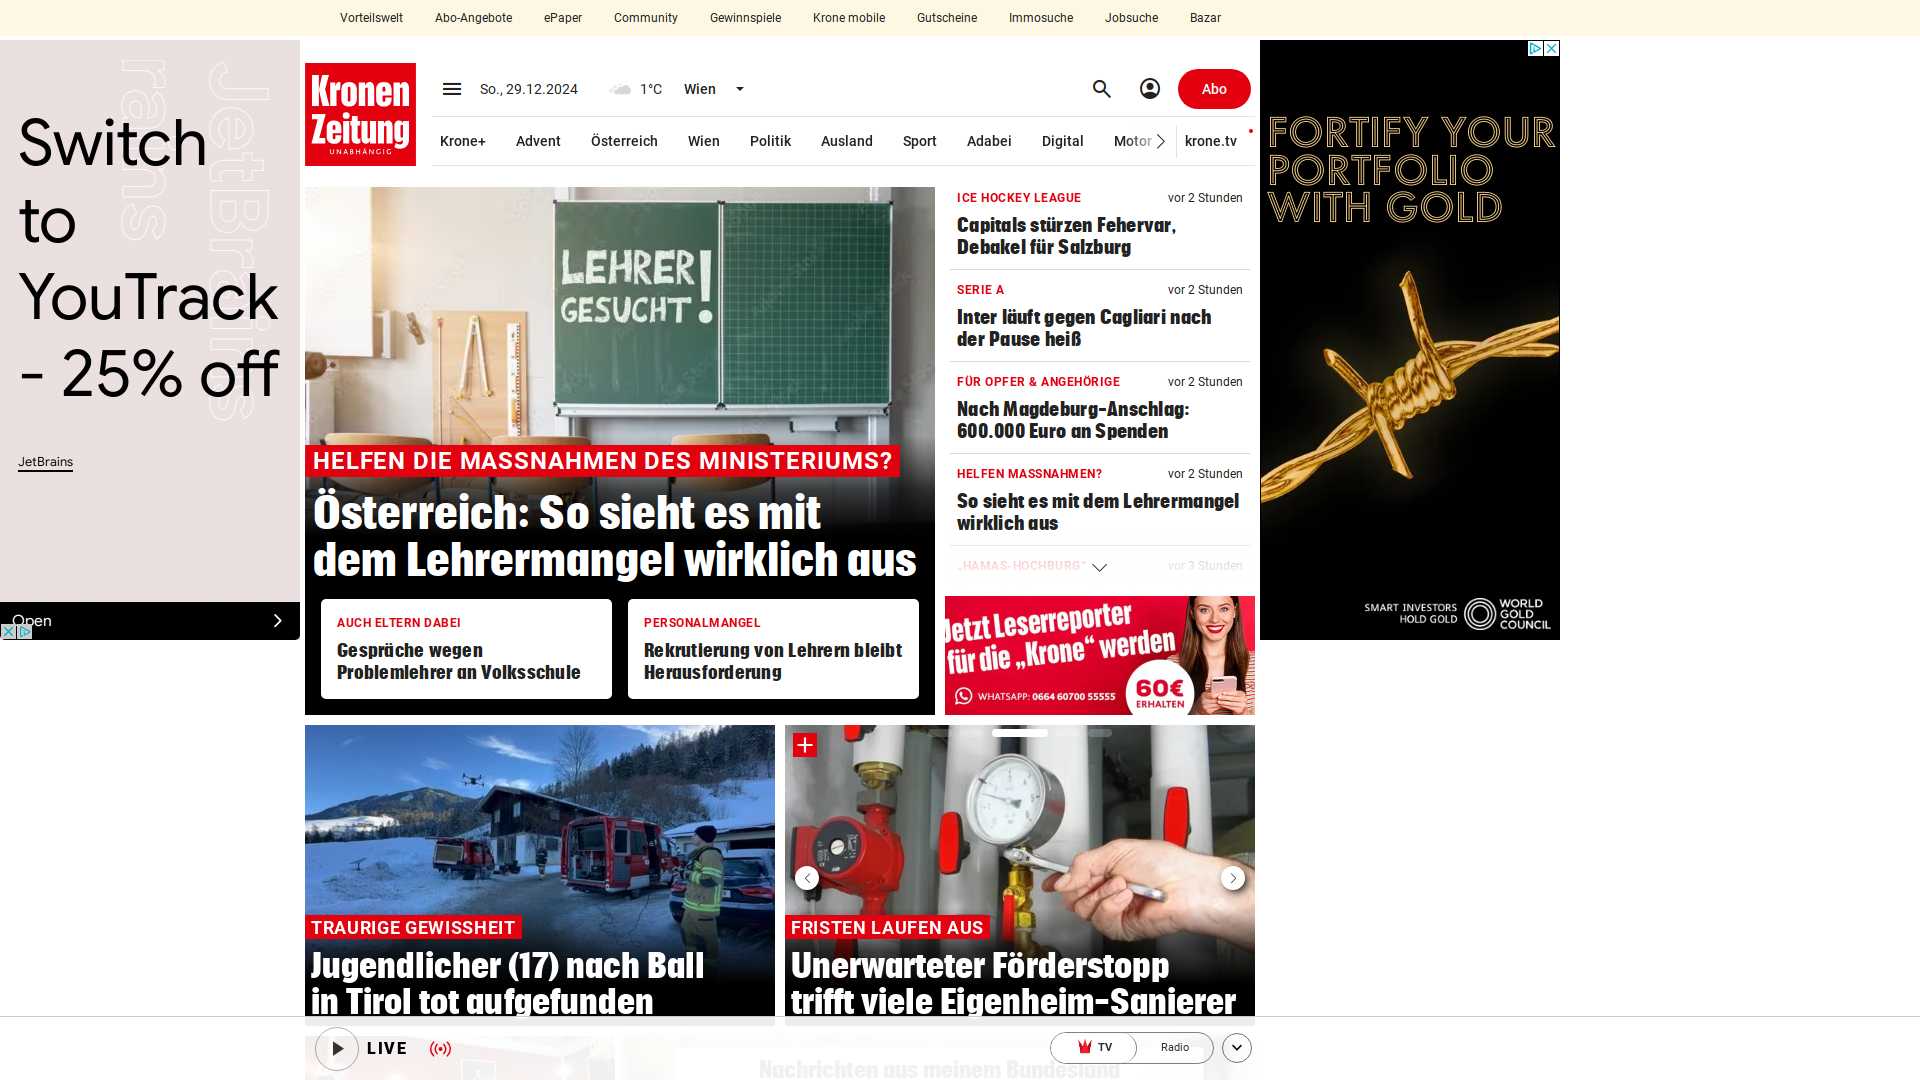 Vorteilswelt Abo-Angebote ePaper Community Gewinnspiele Krone mobile Gutscheine Immosuche Jobsuche Bazar
JetBrains
rains
Switch
to
YouTrack
- 25% off
JetBrains
Open
Kronen
Zeitung
UNABHÄNGIG
So., 29.12.2024 1°C Wien Abo
Krone+ Advent Österreich Wien Politik Ausland Sport Adabei Digital Motor krone.tv
LEHRER
GESUCHT!
HELFEN DIE MASSNAHMEN DES MINISTERIUMS?
Österreich: So sieht es mit
dem Lehrermangel wirklich aus
AUCH ELTERN DABEI
Gespräche wegen
Problemlehrer an Volksschule
PERSONALMANGEL
Rekrutierung von Lehrern bleibt
Herausforderung
ICE HOCKEY LEAGUE vor 2 Stunden
Capitals stürzen Fehervar,
Debakel für Salzburg
SERIE A vor 2 Stunden
Inter läuft gegen Cagliari nach
der Pause heiß
FÜR OPFER & ANGEHÖRIGE vor 2 Stunden
Nach Magdeburg-Anschlag:
600.000 Euro an Spenden
HELFEN MASSNAHMEN? vor 2 Stunden
So sieht es mit dem Lehrermangel
wirklich aus
„HAMAS-HOCHBURG“ vor 3 Stunden
Jetzt Leserreporter
für die „Krone“ werden
WHATSAPP: 0664 60700 55555
60€
ERHALTEN
FORTIFY YOUR
PORTFOLIO
WITH GOLD
SMART INVESTORS
HOLD GOLD
WORLD
GOLD
COUNCIL
TRAURIGE GEWISSHEIT
Jugendlicher (17) nach Ball
in Tirol tot aufgefunden
FRISTEN LAUFEN AUS
Unerwarteter Förderstopp
trifft viele Eigenheim-Sanierer
LIVE TV Radio
Nachrichten aus meinem Bundesland